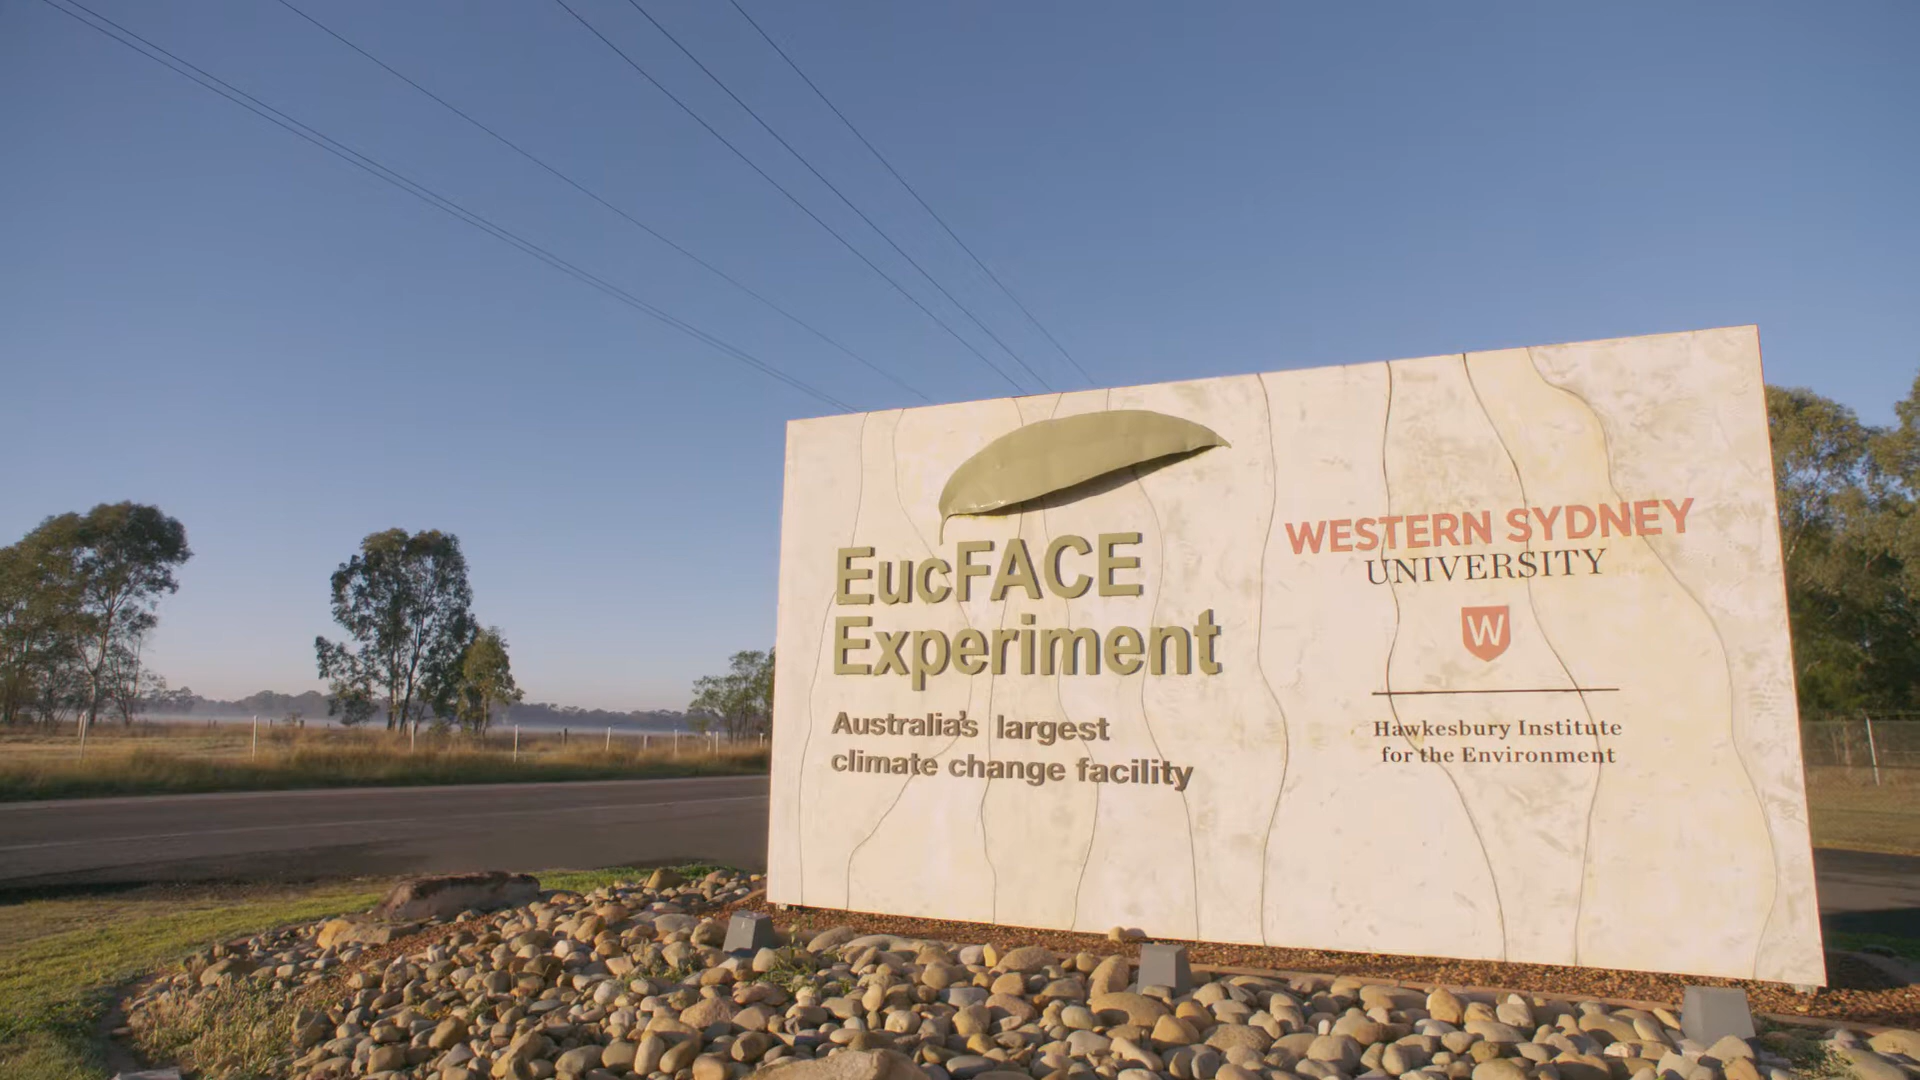 EucFACE
Experiment
Australia's largest
climate change facility
WESTERN SYDNEY
UNIVERSITY
W
Hawkesbury Institute
for the Environment